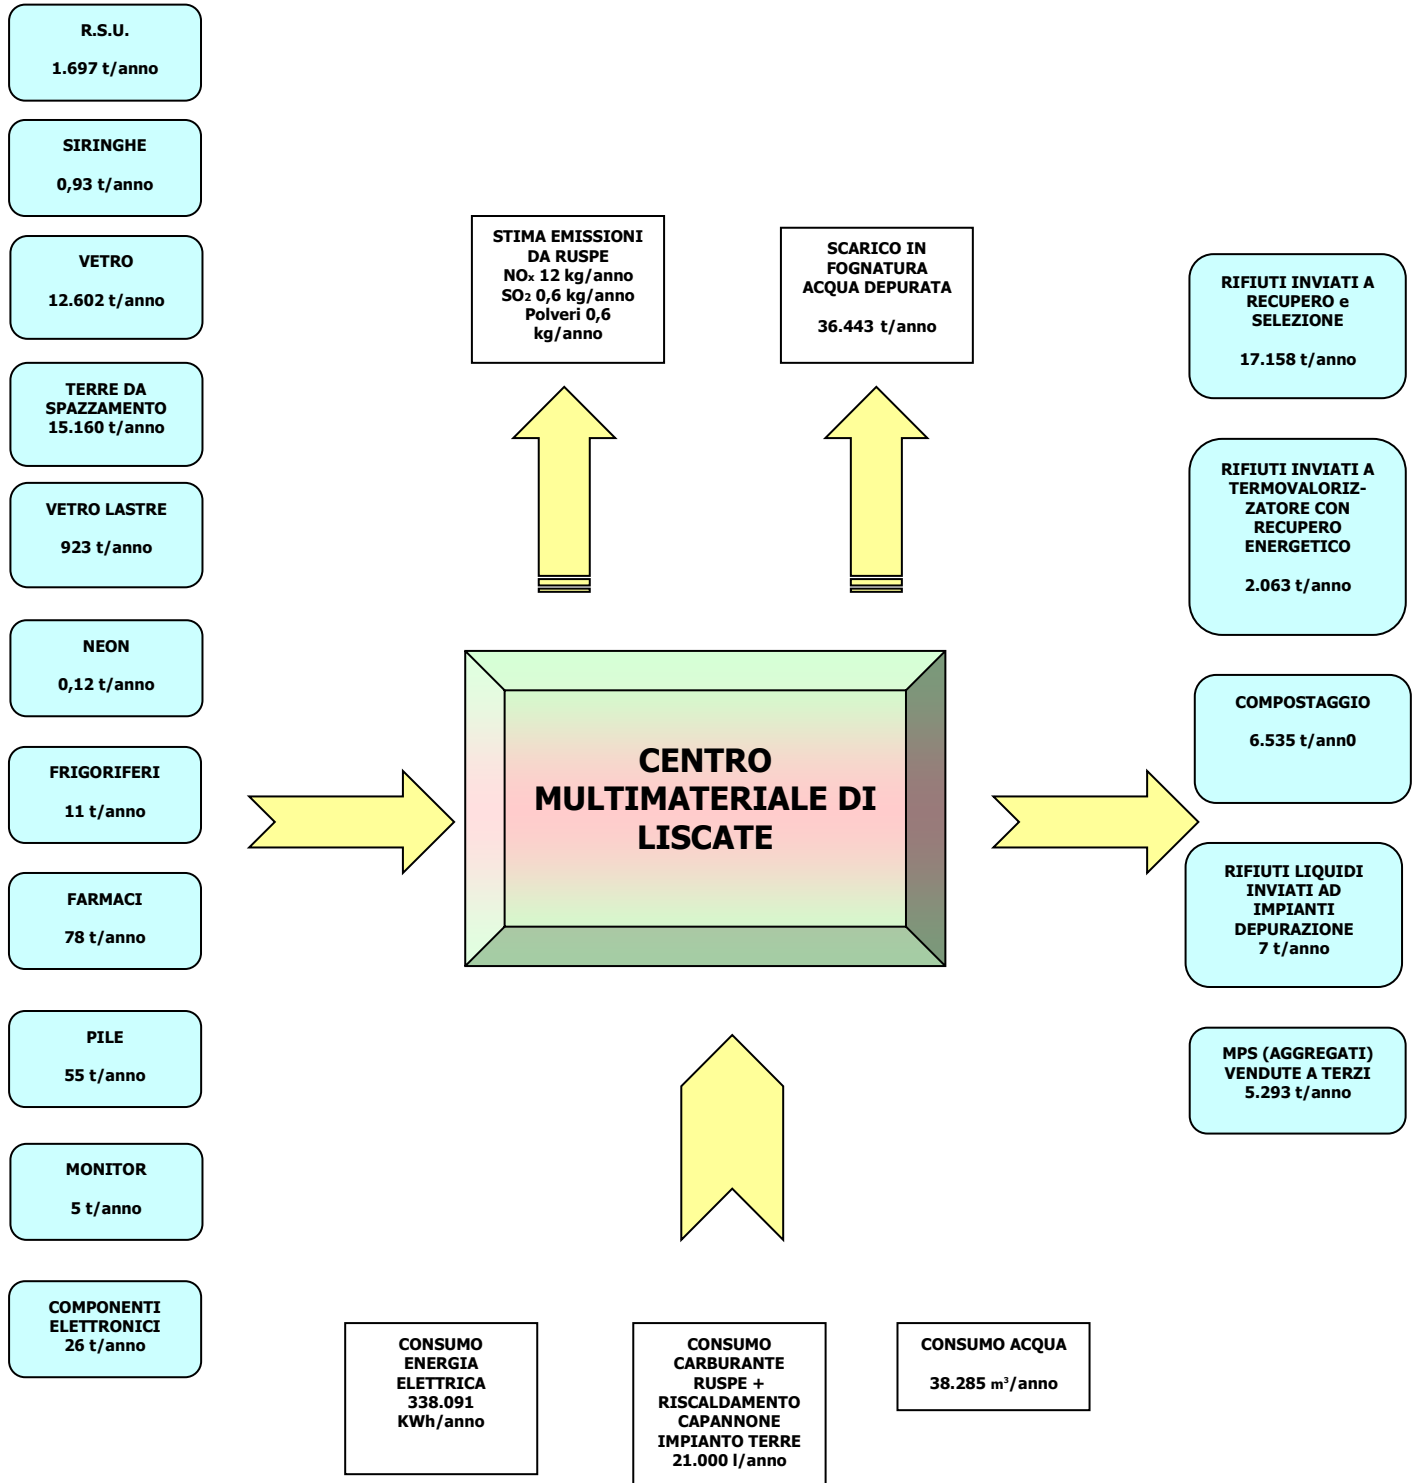 R.S.U.
1.697 t/anno
SIRINGHE
0,93 t/anno
VETRO
12.602 t/anno
TERRE DA
SPAZZAMENTO
15.160 t/anno
VETRO LASTRE
923 t/anno
NEON
0,12 t/anno
FRIGORIFERI
11 t/anno
FARMACI
78 t/anno
PILE
55 t/anno
MONITOR
5 t/anno
COMPONENTI
ELETTRONICI
26 t/anno
STIMA EMISSIONI
DA RUSPE
NOx 12 kg/anno
SO2 0,6 kg/anno
Polveri 0,6
kg/anno
SCARICO IN
FOGNATURA
ACQUA DEPURATA
36.443 t/anno
CENTRO
MULTIMATERIALE DI
LISCATE
CONSUMO
ENERGIA
ELETTRICA
338.091
KWh/anno
CONSUMO
CARBURANTE
RUSPE +
RISCALDAMENTO
CAPANNONE
IMPIANTO TERRE
21.000 l/anno
CONSUMO ACQUA
38.285 m³/anno
RIFIUTI INVIATI A
RECUPERO e
SELEZIONE
17.158 t/anno
RIFIUTI INVIATI A
TERMOVALORIZ-
ZATORE CON
RECUPERO
ENERGETICO
2.063 t/anno
COMPOSTAGGIO
6.535 t/ann0
RIFIUTI LIQUIDI
INVIATI AD
IMPIANTI
DEPURAZIONE
7 t/anno
MPS (AGGREGATI)
VENDUTE A TERZI
5.293 t/anno